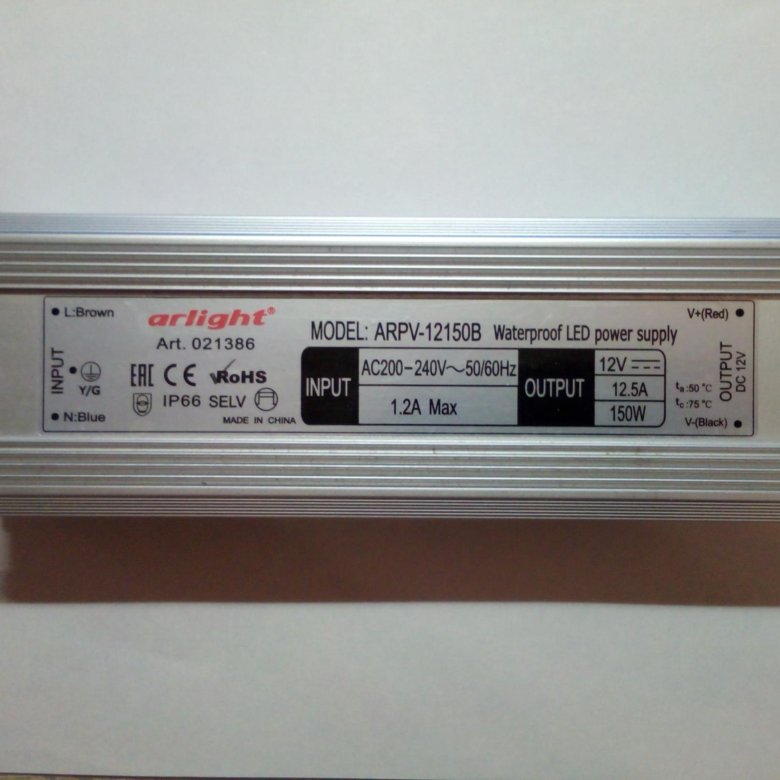 L:Brown
INPUT
Y/G
N:Blue
arlight®
Art. 021386
EAC CE RoHS
IP66 SELV
MADE IN CHINA
MODEL: ARPV-12150B Waterproof LED power supply
INPUT
AC200-240V~50/60Hz
1.2A Max
OUTPUT
12V
12.5A
150W
ta:50 °C
tc:75 °C
V+(Red)
OUTPUT
DC 12V
V-(Black)